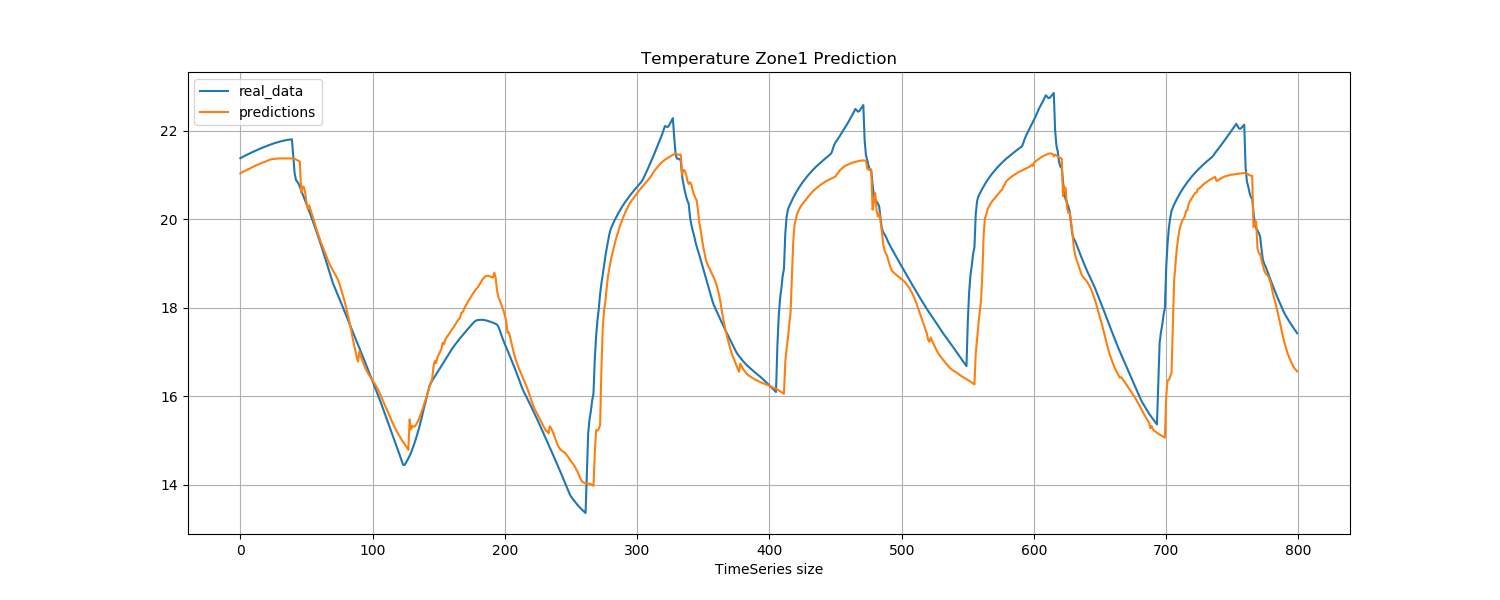 Temperature Zone1 Prediction
real_data
predictions
22
20
18
16
14
0 100 200 300 400 500 600 700 800
TimeSeries size